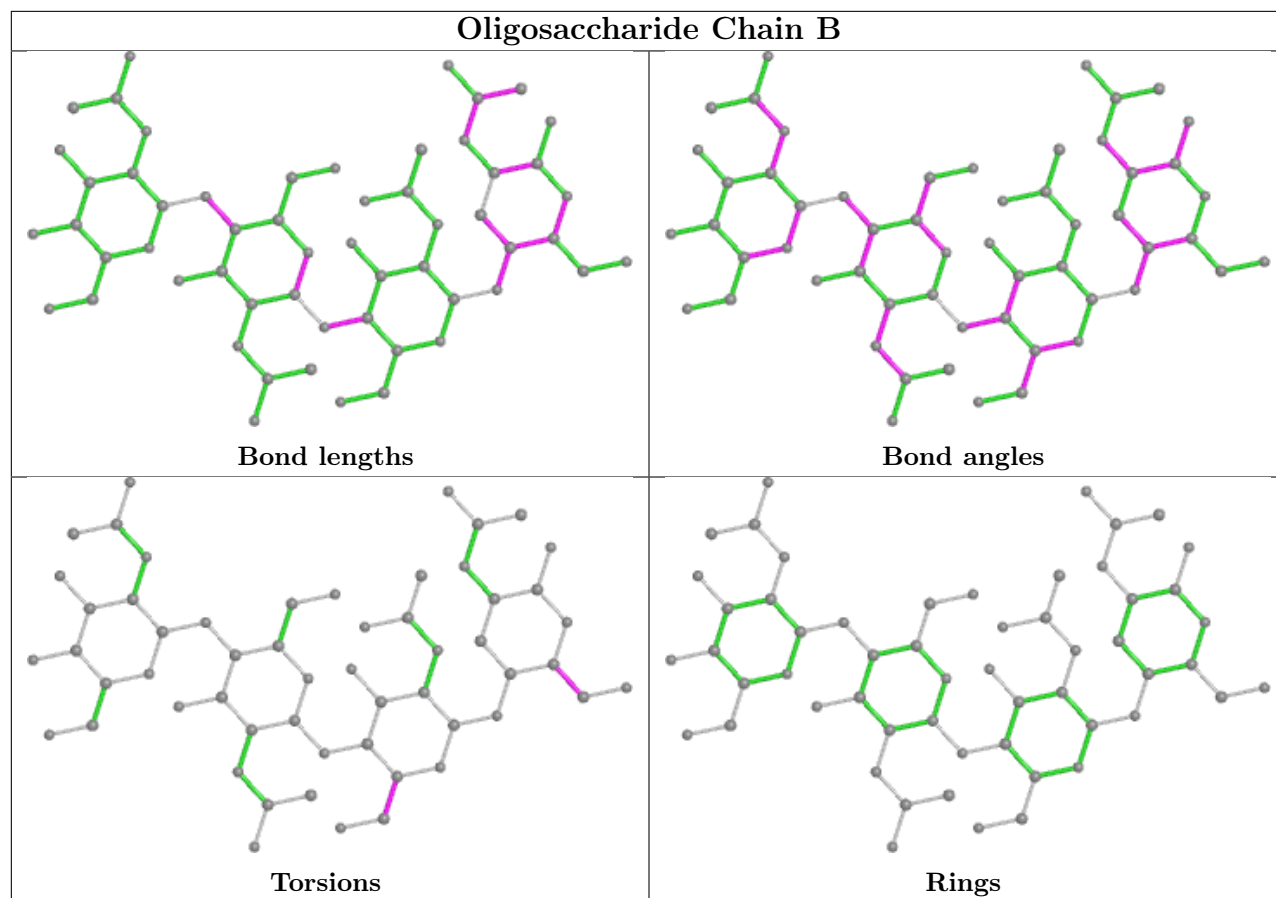 Oligosaccharide Chain B
Bond lengths
Bond angles
Torsions
Rings